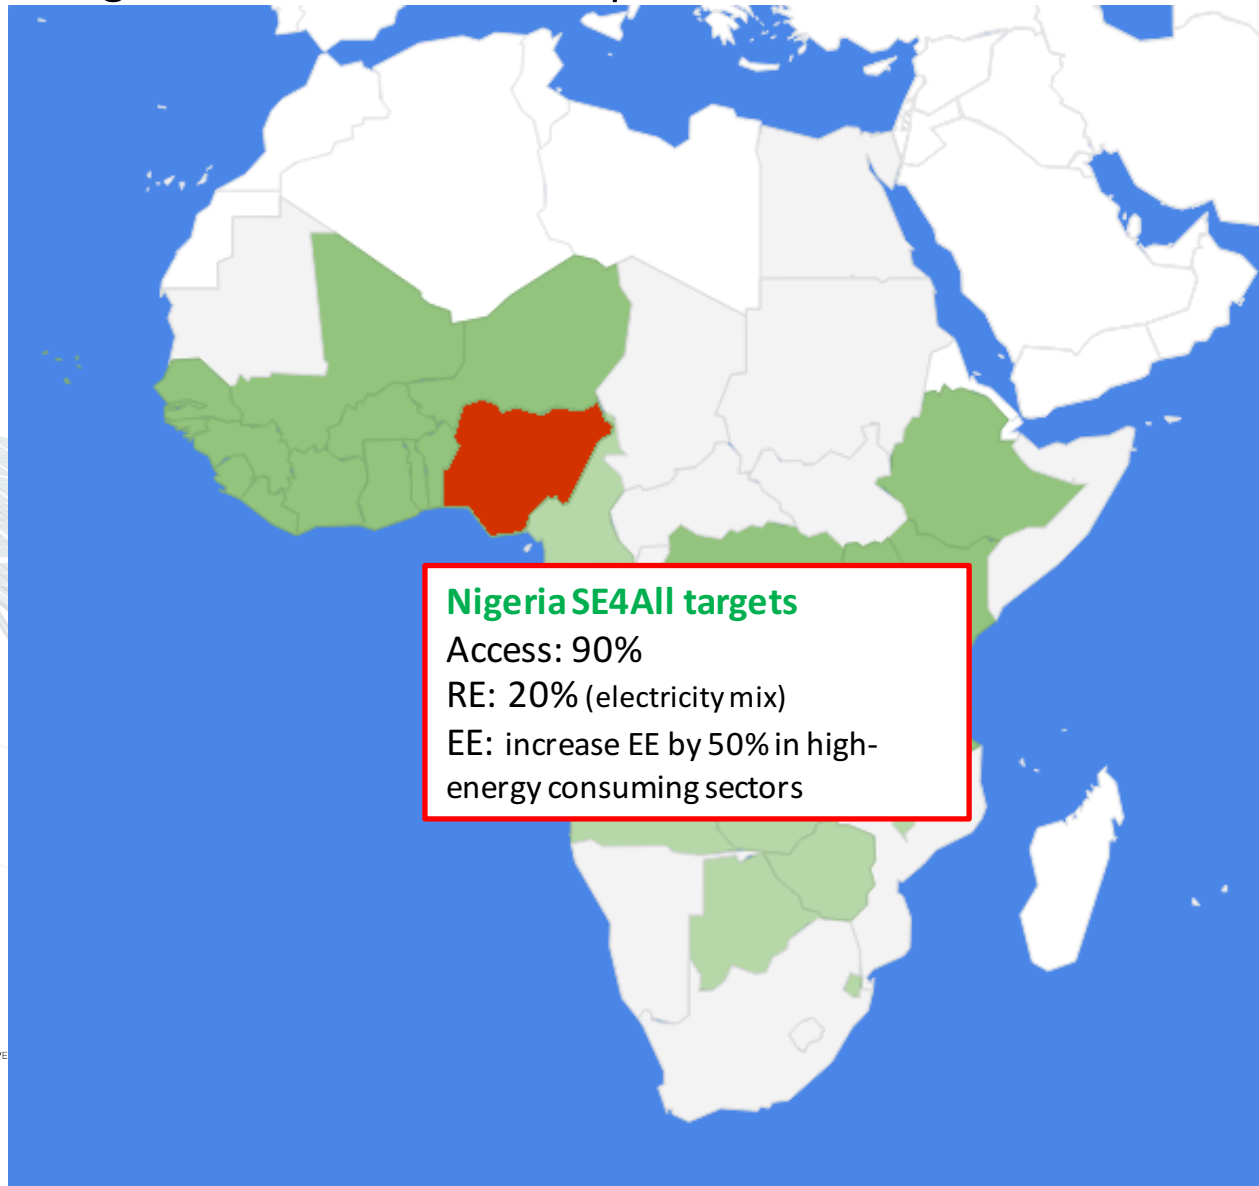 Nigeria SE4All targets
Access: 90%
RE: 20% (electricity mix)
EE: increase EE by 50% in high-
energy consuming sectors